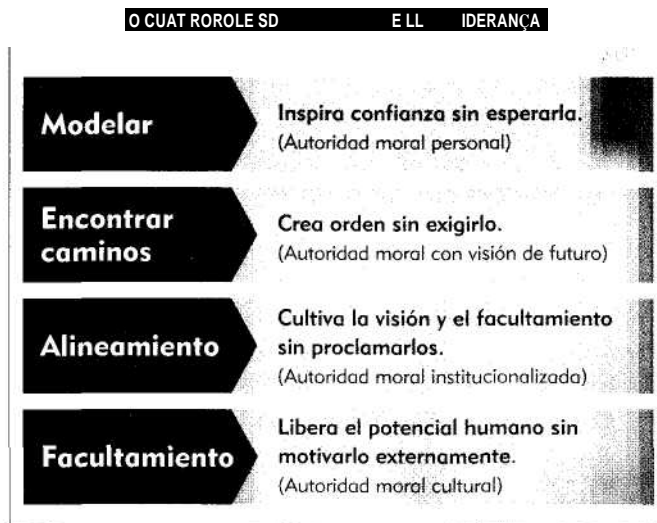 O CUAT ROROLE SD E LL IDERANÇA
Modelar
Inspira confianza sin esperarla.
(Autoridad moral personal)
Encontrar
caminos
Crea orden sin exigirlo.
(Autoridad moral con visión de futuro)
Alineamiento
Cultiva la visión y el facultamiento
sin proclamarlos.
(Autoridad moral institucionalizada)
Facultamiento
Libera el potencial humano sin
motivarlo externamente.
(Autoridad moral cultural)